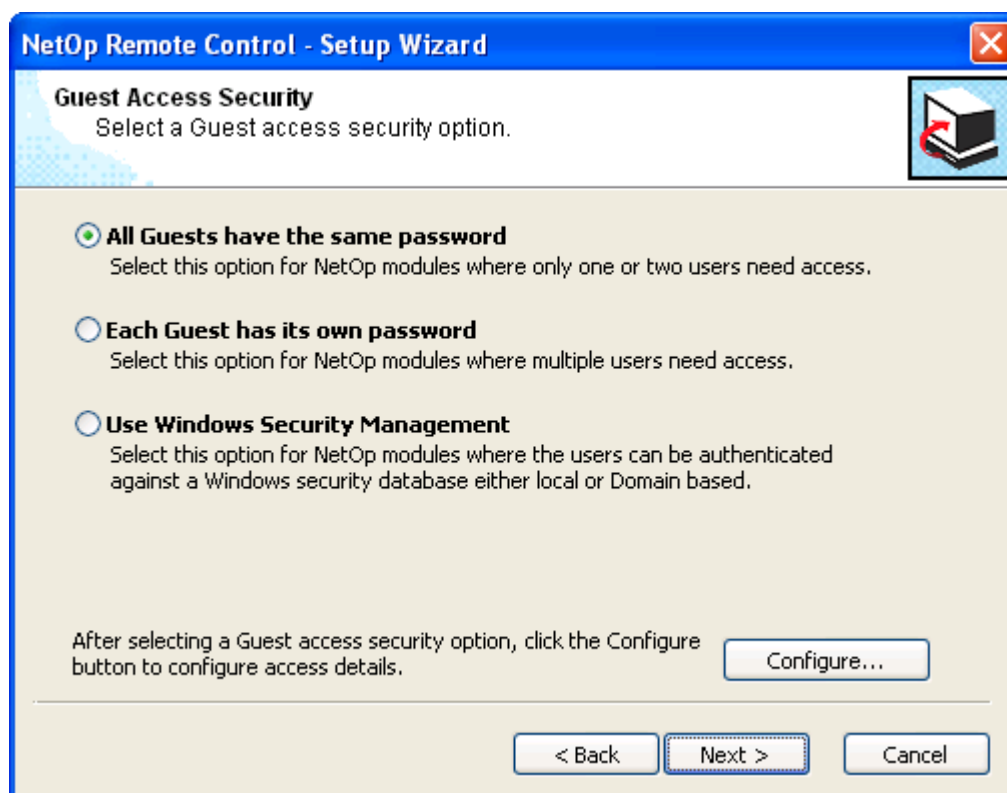 NetOp Remote Control - Setup Wizard
Guest Access Security
Select a Guest access security option.
All Guests have the same password
Select this option for NetOp modules where only one or two users need access.
Each Guest has its own password
Select this option for NetOp modules where multiple users need access.
Use Windows Security Management
Select this option for NetOp modules where the users can be authenticated
against a Windows security database either local or Domain based.
After selecting a Guest access security option, click the Configure
button to configure access details.
Configure...
< Back
Next >
Cancel